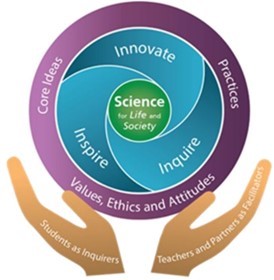 Core Ideas
Practices
Values, Ethics and Attitudes
Innovate
Inspire
Inquire
Science
for Life and
Society
Students as Inquirers
Teachers and Partners as Facilitators